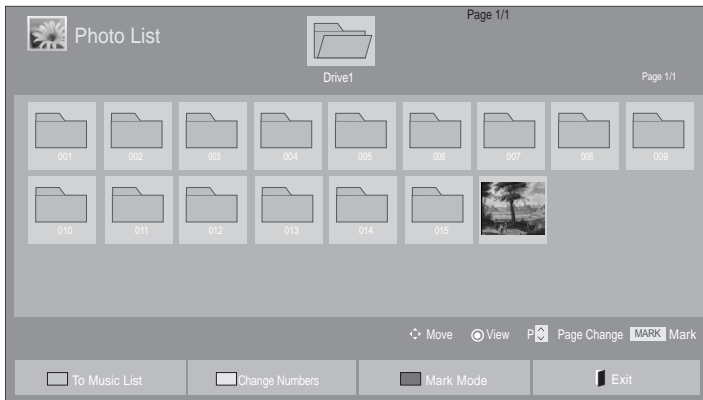 Page 1/1
Photo List
Drive1
Page 1/1
001 002 003 004 005 006 007 008 009
010 011 012 013 014 015
Move View P Page Change MARK Mark
To Music List Change Numbers Mark Mode Exit